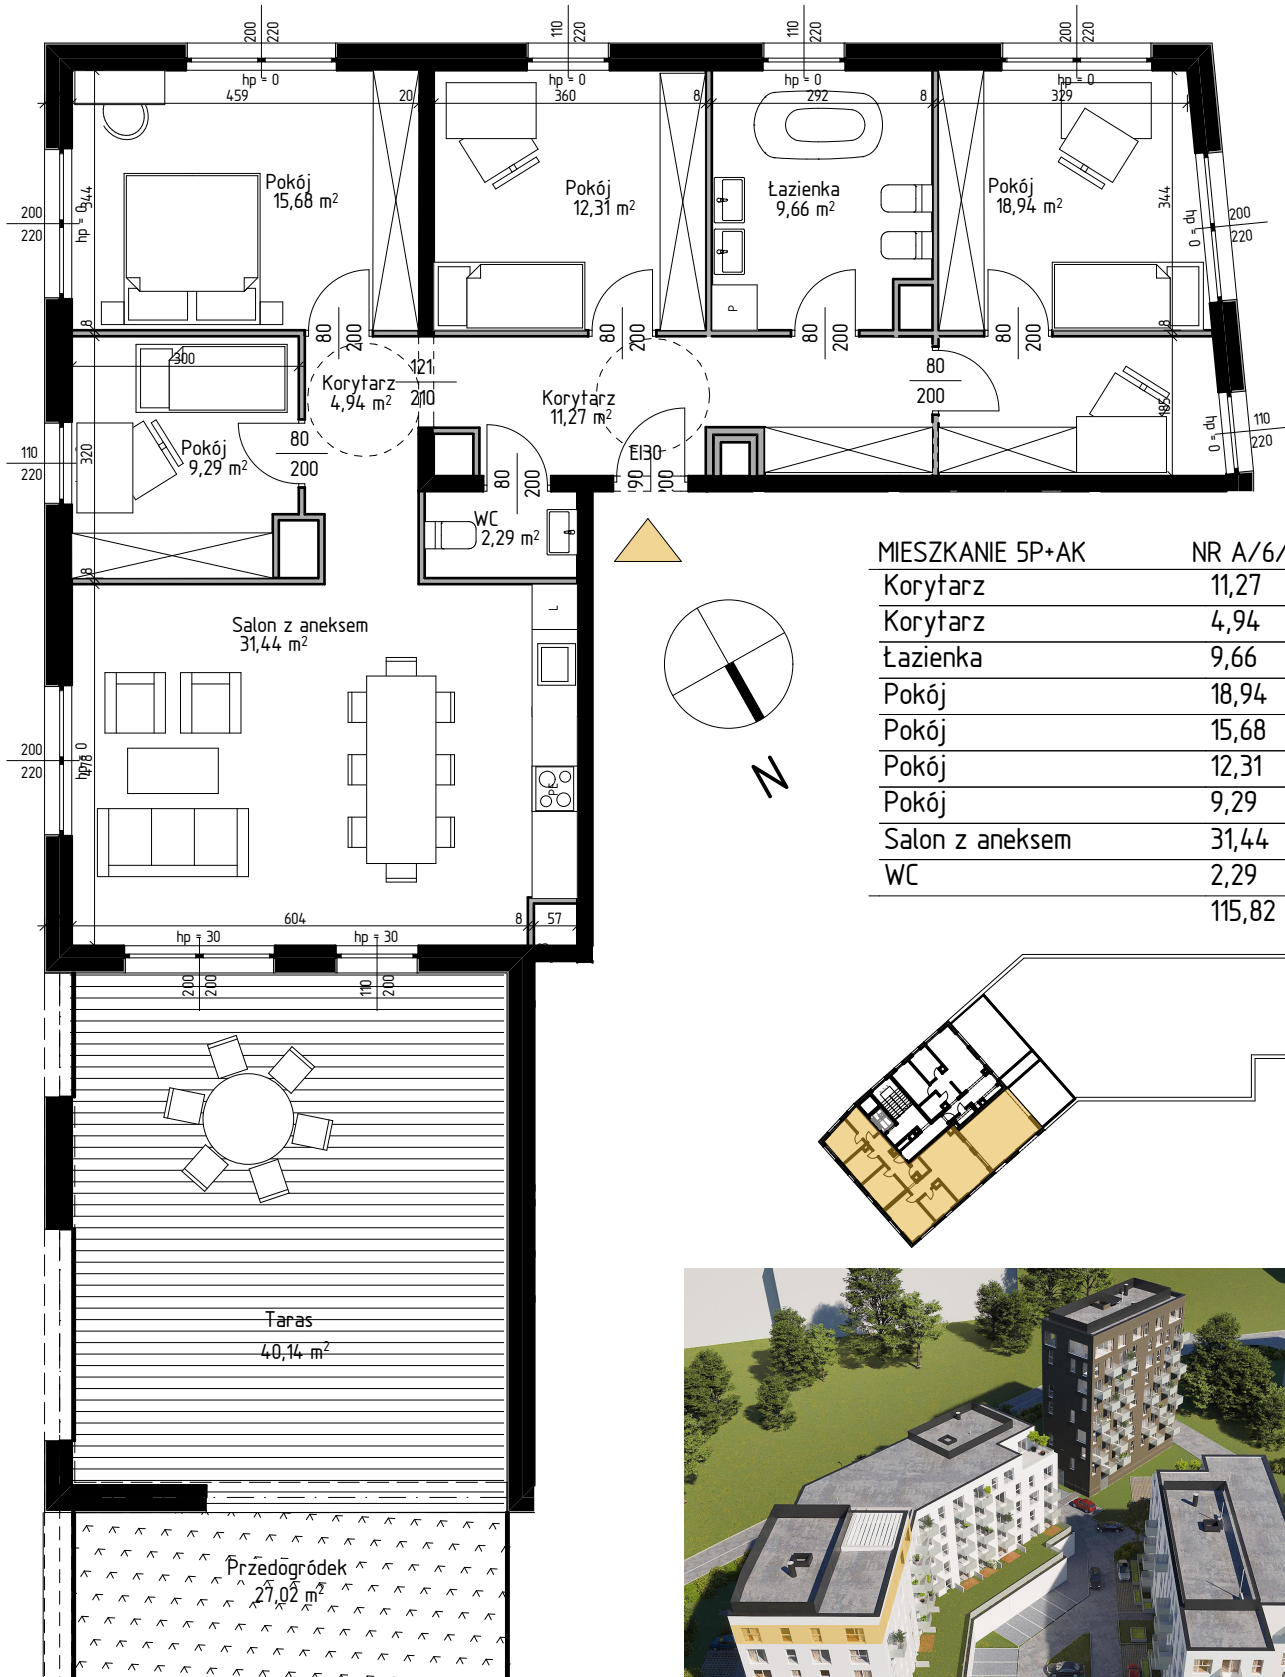 200
220
110
220
110
220
200
220
hp = 0
hp = 0
hp = 0
hp = 0
459
20
360
8
292
8
329
Pokój
15,68 m²
Pokój
12,31 m²
Łazienka
9,66 m²
Pokój
18,94 m²
344
344
200
220
hp = 0
hp = 0
200
220
P
8
8
80
200
80
200
80
200
80
200
300
Korytarz
4,94 m²
121
210
Korytarz
11,27 m²
80
200
185
hp = 0
110
220
110
220
320
Pokój
9,29 m²
80
200
EI30
90
200
80
200
WC
2,29 m²
8
MIESZKANIE 5P+AK NR A/6/
Korytarz 11,27
Korytarz 4,94
Łazienka 9,66
Pokój 18,94
Pokój 15,68
Pokój 12,31
Pokój 9,29
Salon z aneksem 31,44
WC 2,29
115,82
L
Salon z aneksem
31,44 m²
N
200
220
hp = 0
478
604
8
57
hp = 30
hp = 30
200
200
110
200
Taras
40,14 m²
Przedogródek
27,02 m²